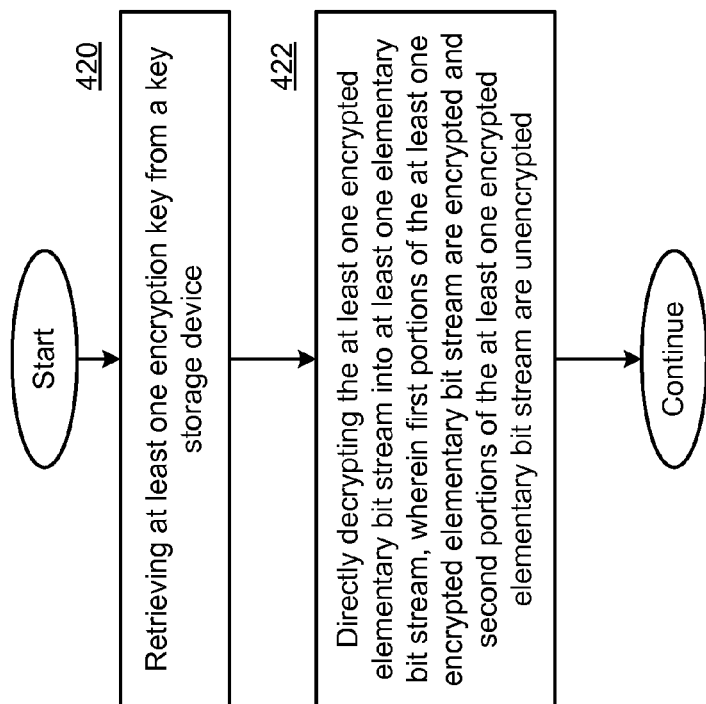 Start
420
Retrieving at least one encryption key from a key
storage device
422
Directly decrypting the at least one encrypted
elementary bit stream into at least one elementary
bit stream, wherein first portions of the at least one
encrypted elementary bit stream are encrypted and
second portions of the at least one encrypted
elementary bit stream are unencrypted
Continue